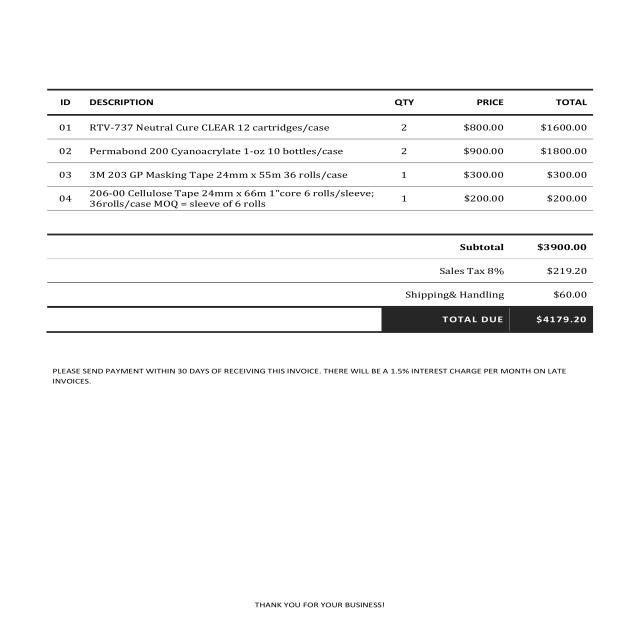 ID DESCRIPTION QTY PRICE TOTAL
01 RTV-737 Neutral Cure CLEAR 12 cartridges/case 2 $800.00 $1600.00
02 Permabond 200 Cyanoacrylate 1-oz 10 bottles/case 2 $900.00 $1800.00
03 3M 203 GP Masking Tape 24mm x 55m 36 rolls/case 1 $300.00 $300.00
04 206-00 Cellulose Tape 24mm x 66m 1"core 6 rolls/sleeve; 1 $200.00 $200.00
36rolls/case MOQ = sleeve of 6 rolls
Subtotal $3900.00
Sales Tax 8% $219.20
Shipping& Handling $60.00
TOTAL DUE $4179.20
PLEASE SEND PAYMENT WITHIN 30 DAYS OF RECEIVING THIS INVOICE. THERE WILL BE A 1.5% INTEREST CHARGE PER MONTH ON LATE
INVOICES.
THANK YOU FOR YOUR BUSINESS!